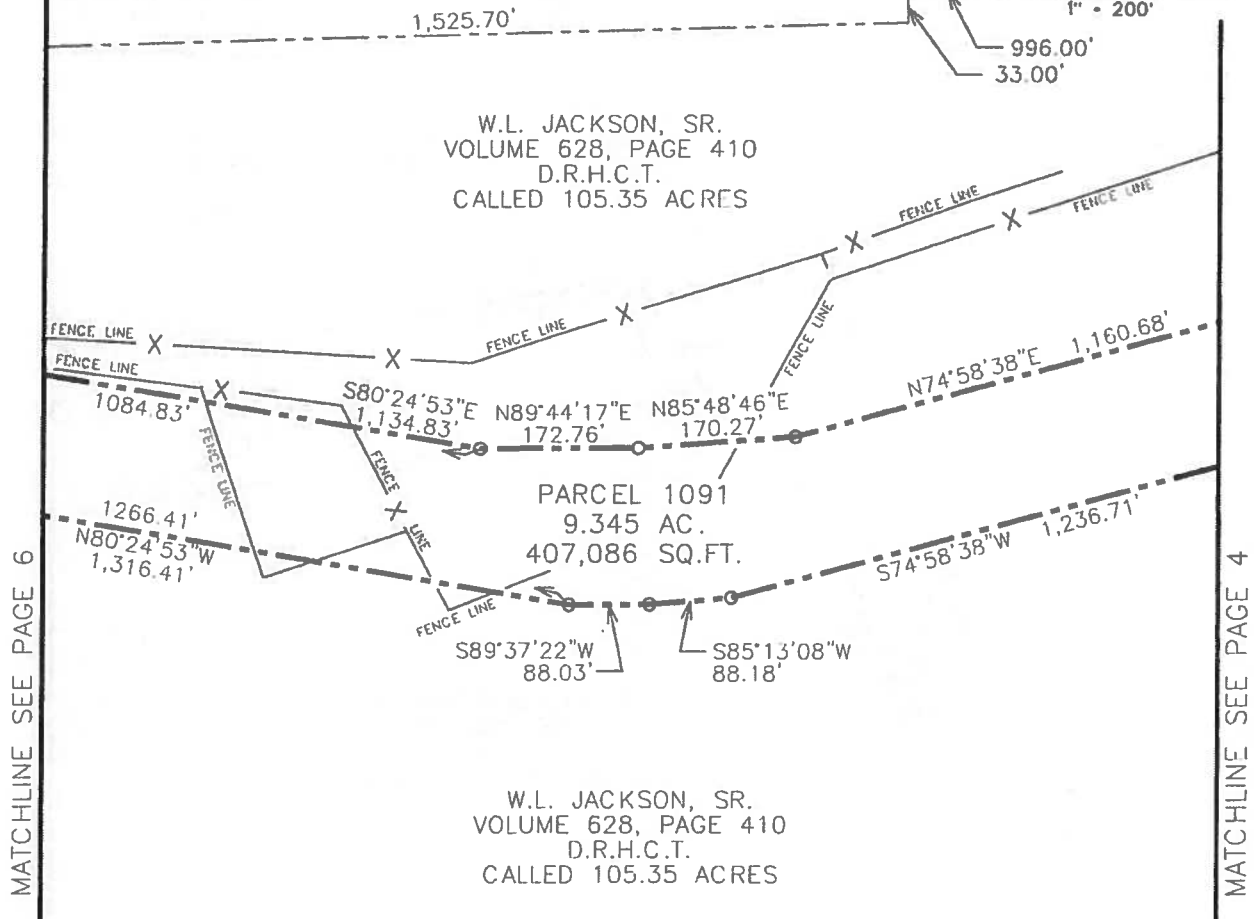 1" • 200'
1,525.70'
996.00'
33.00'
W.L. JACKSON, SR.
VOLUME 628, PAGE 410
D.R.H.C.T.
CALLED 105.35 ACRES
FENCE LINE
FENCE LINE
X
X
FENCE LINE
X
X
FENCE LINE
X
FENCE LINE
FENCE LINE
X
1084.83'
S80°24'53"E
1,134.83'
N89°44'17"E
172.76'
N85°48'46"E
170.27'
N74°58'38"E
1,160.68'
FENCE LINE
FENCE LINE
X
PARCEL 1091
9.345 AC.
407,086 SQ.FT.
1266.41'
N80°24'53"W
1,316.41'
S74°58'38"W
1,236.71'
FENCE LINE
S89°37'22"W
88.03'
S85°13'08"W
88.18'
MATCHLINE SEE PAGE 6
MATCHLINE SEE PAGE 4
W.L. JACKSON, SR.
VOLUME 628, PAGE 410
D.R.H.C.T.
CALLED 105.35 ACRES